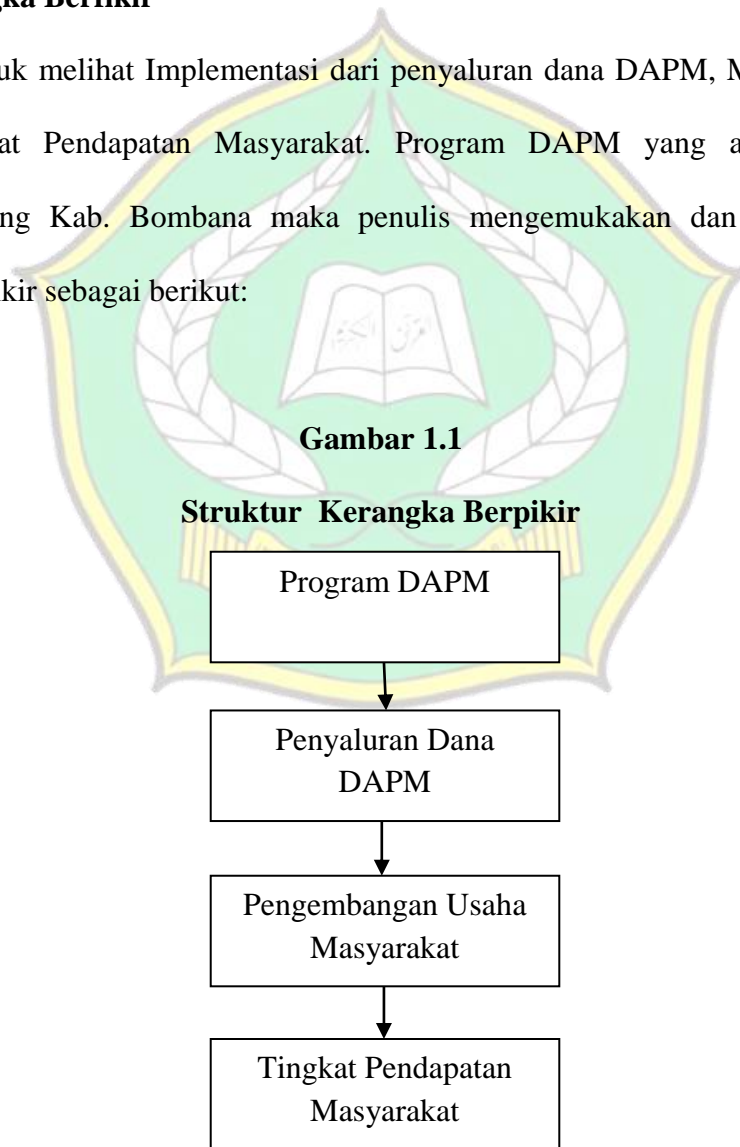 uk melihat Implementasi dari penyaluran dana DAPM, M
at Pendapatan Masyarakat. Program DAPM yang a
ng Kab. Bombana maka penulis mengemukakan dan
kir sebagai berikut:
Gambar 1.1
Struktur Kerangka Berpikir
Program DAPM
Penyaluran Dana
DAPM
Pengembangan Usaha
Masyarakat
Tingkat Pendapatan
Masyarakat